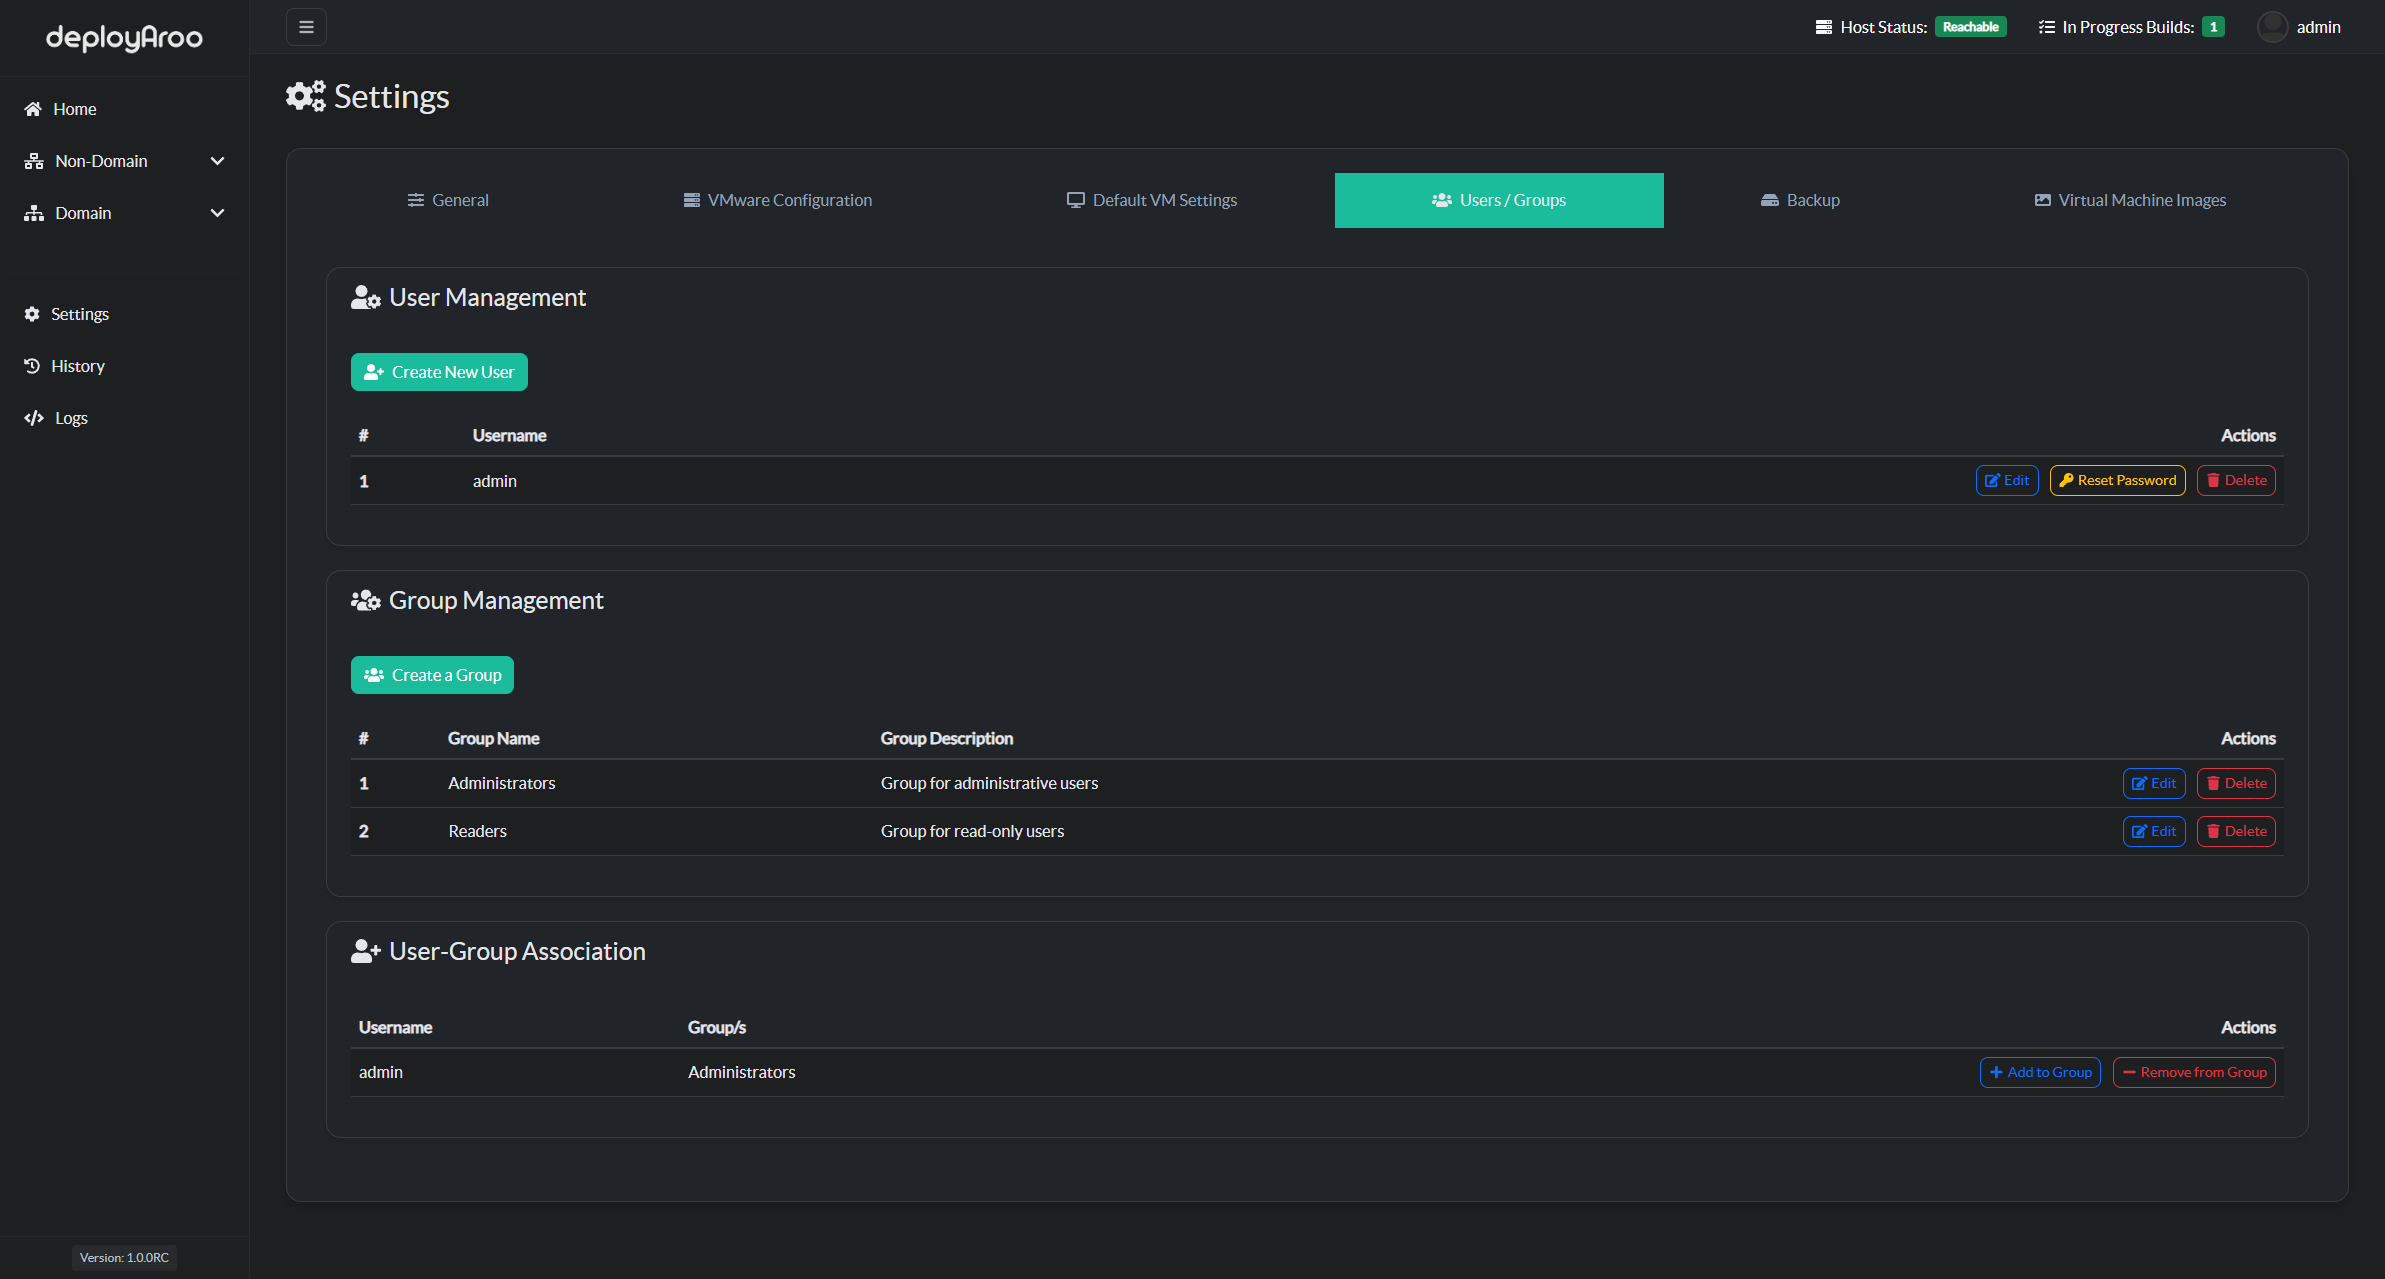 deployAroo
Host Status: Reachable
In Progress Builds: 1
admin
Home
Non-Domain
Domain
Settings
History
Logs
Version: 1.0.0RC
Settings
General
VMware Configuration
Default VM Settings
Users / Groups
Backup
Virtual Machine Images
User Management
Create New User
# Username Actions
1 admin Edit Reset Password Delete
Group Management
Create a Group
# Group Name Group Description Actions
1 Administrators Group for administrative users Edit Delete
2 Readers Group for read-only users Edit Delete
User-Group Association
Username Group/s Actions
admin Administrators Add to Group Remove from Group